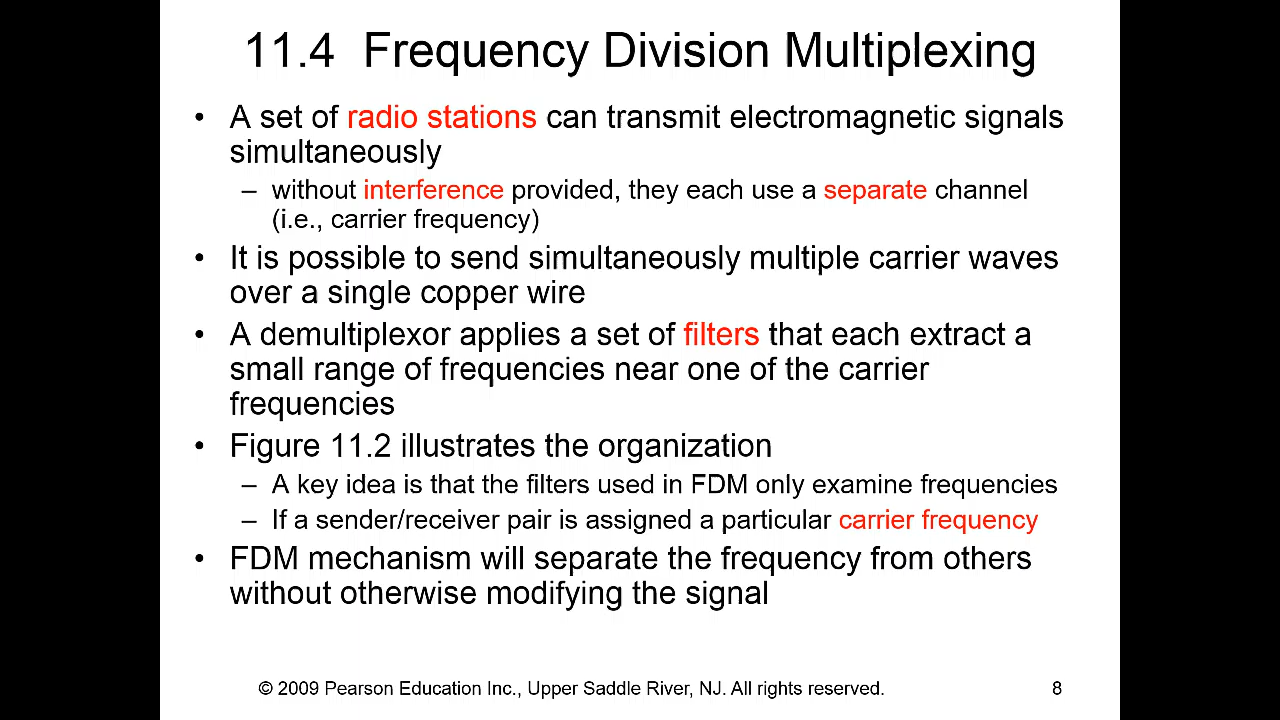 11.4 Frequency Division Multiplexing
• A set of radio stations can transmit electromagnetic signals
simultaneously
– without interference provided, they each use a separate channel
(i.e., carrier frequency)
• It is possible to send simultaneously multiple carrier waves
over a single copper wire
• A demultiplexor applies a set of filters that each extract a
small range of frequencies near one of the carrier
frequencies
• Figure 11.2 illustrates the organization
– A key idea is that the filters used in FDM only examine frequencies
– If a sender/receiver pair is assigned a particular carrier frequency
• FDM mechanism will separate the frequency from others
without otherwise modifying the signal
© 2009 Pearson Education Inc., Upper Saddle River, NJ. All rights reserved.
8